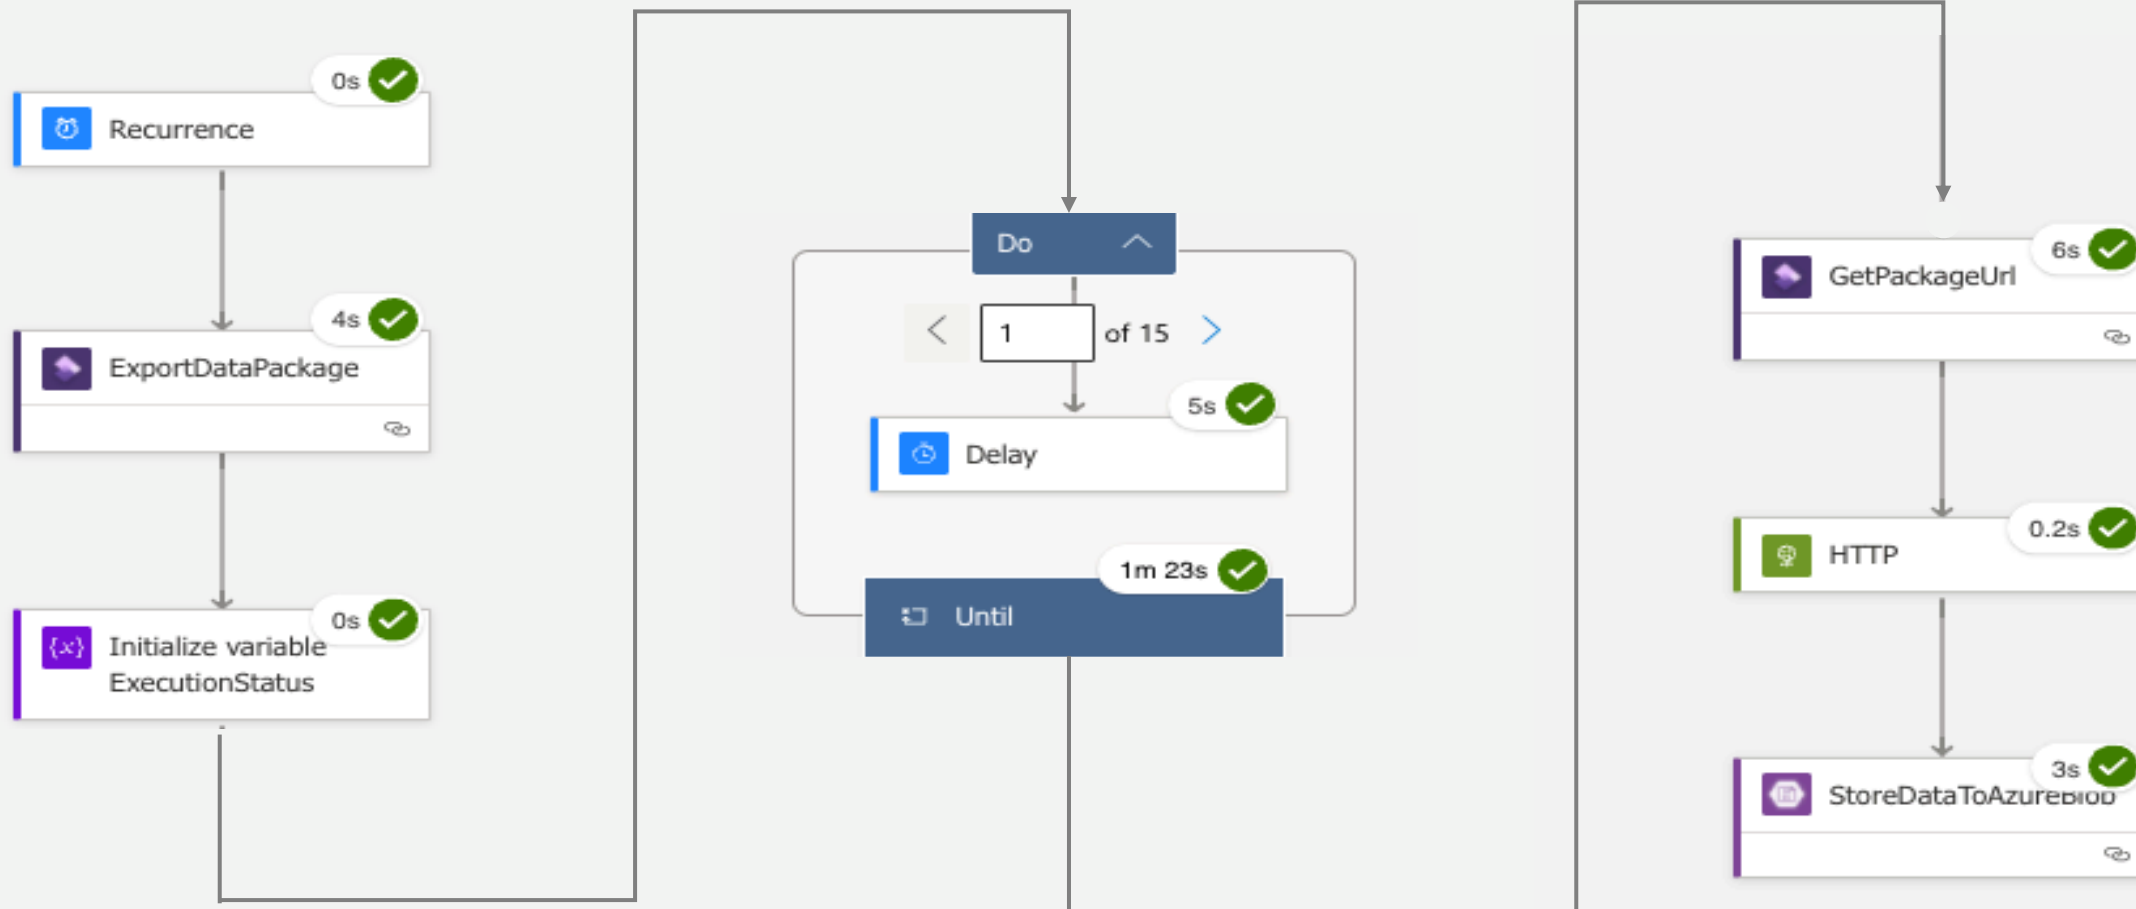 0s
Recurrence
4s
ExportDataPackage
0s
{x}
Initialize variable
ExecutionStatus
Do
1
of 15
5s
Delay
1m 23s
Until
6s
GetPackageUrl
0.2s
HTTP
3s
StoreDataToAzureBlob